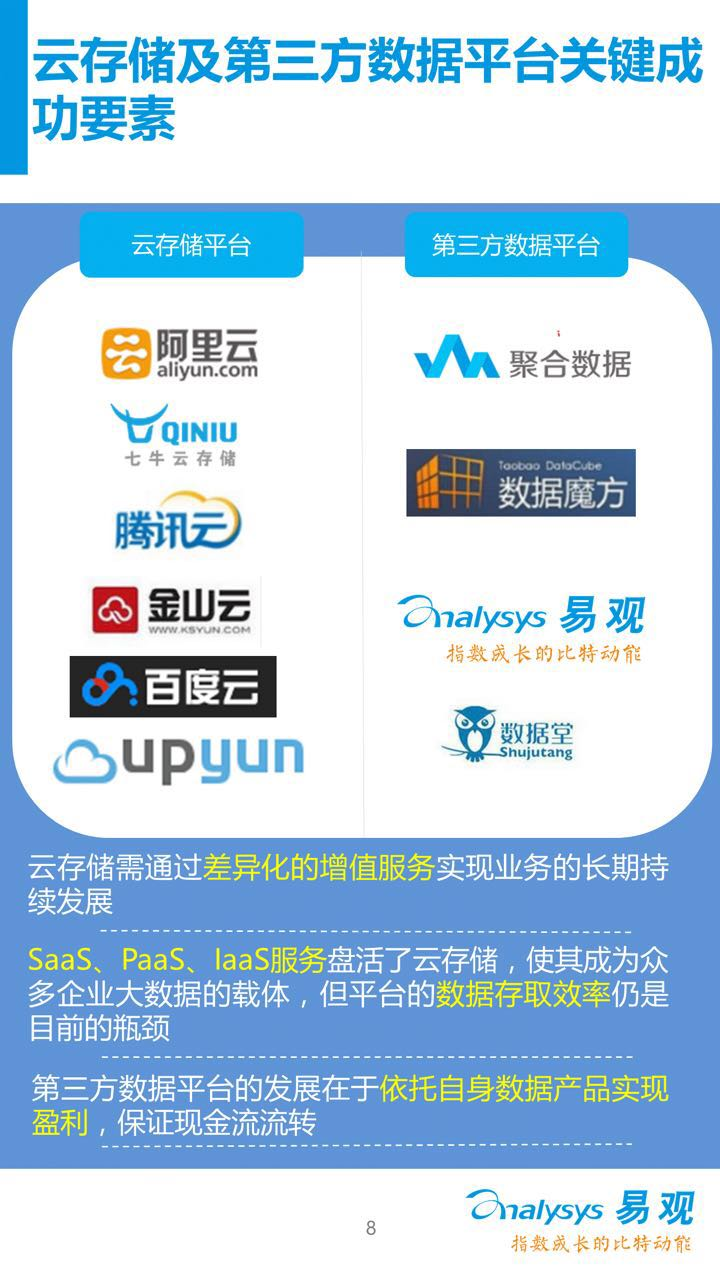 云存储及第三方数据平台关键成
功要素
云存储平台
第三方数据平台
阿里云
aliyun.com
QINIU
七牛云存储
腾讯云
金山云
WWW.KSYUN.COM
百度云
upyun
聚合数据
Taobao DataCube
数据魔方
analysys 易观
指数成长的比特动能
数据堂
Shujutang
云存储需通过差异化的增值服务实现业务的长期持
续发展
SaaS、PaaS、IaaS服务盘活了云存储，使其成为众
多企业大数据的载体，但平台的数据存取效率仍是
目前的瓶颈
第三方数据平台的发展在于依托自身数据产品实现
盈利，保证现金流流转
8
analysys 易观
指数成长的比特动能